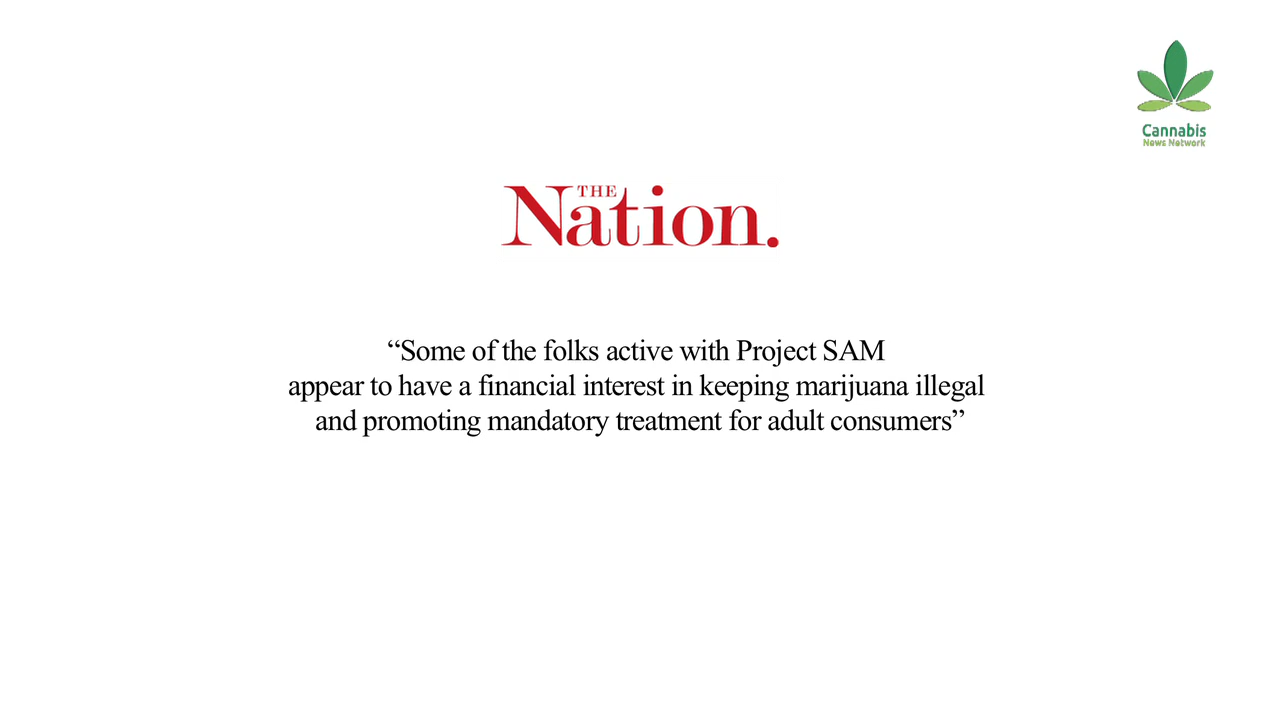 Cannabis
News Network
THE
Nation.
“Some of the folks active with Project SAM
appear to have a financial interest in keeping marijuana illegal
and promoting mandatory treatment for adult consumers”